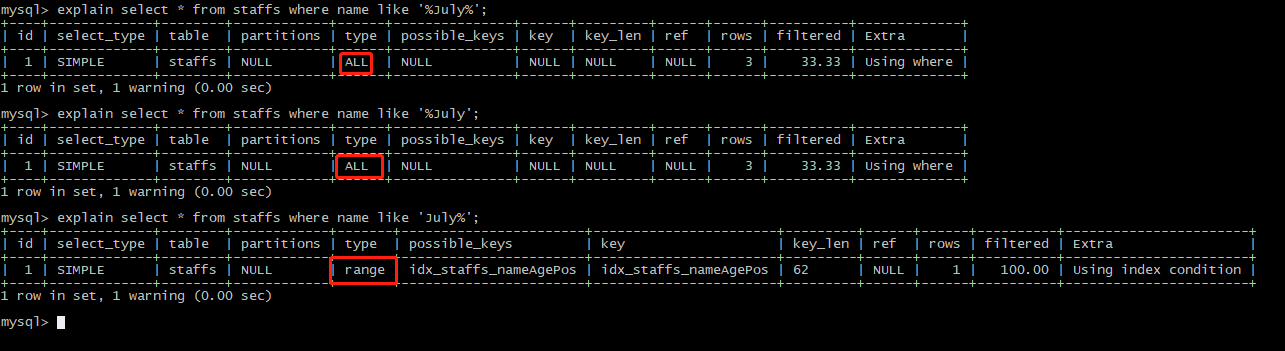 mysql> explain select * from staffs where name like '%July%';
+----+-------------+--------+------------+------+---------------+------+---------+------+------+----------+-------------+
| id | select_type | table  | partitions | type | possible_keys | key  | key_len | ref  | rows | filtered | Extra       |
+----+-------------+--------+------------+------+---------------+------+---------+------+------+----------+-------------+
|  1 | SIMPLE      | staffs | NULL       | ALL  | NULL          | NULL | NULL    | NULL |    3 |    33.33 | Using where |
+----+-------------+--------+------------+------+---------------+------+---------+------+------+----------+-------------+
1 row in set, 1 warning (0.00 sec)
mysql> explain select * from staffs where name like '%July';
+----+-------------+--------+------------+------+---------------+------+---------+------+------+----------+-------------+
| id | select_type | table  | partitions | type | possible_keys | key  | key_len | ref  | rows | filtered | Extra       |
+----+-------------+--------+------------+------+---------------+------+---------+------+------+----------+-------------+
|  1 | SIMPLE      | staffs | NULL       | ALL  | NULL          | NULL | NULL    | NULL |    3 |    33.33 | Using where |
+----+-------------+--------+------------+------+---------------+------+---------+------+------+----------+-------------+
1 row in set, 1 warning (0.00 sec)
mysql> explain select * from staffs where name like 'July%';
+----+-------------+--------+------------+-------+-----------------------+-----------------------+---------+------+------+----------+-----------------------+
| id | select_type | table  | partitions | type  | possible_keys         | key                   | key_len | ref  | rows | filtered | Extra                 |
+----+-------------+--------+------------+-------+-----------------------+-----------------------+---------+------+------+----------+-----------------------+
|  1 | SIMPLE      | staffs | NULL       | range | idx_staffs_nameAgePos | idx_staffs_nameAgePos | 62      | NULL |    1 |   100.00 | Using index condition |
+----+-------------+--------+------------+-------+-----------------------+-----------------------+---------+------+------+----------+-----------------------+
1 row in set, 1 warning (0.00 sec)
mysql>